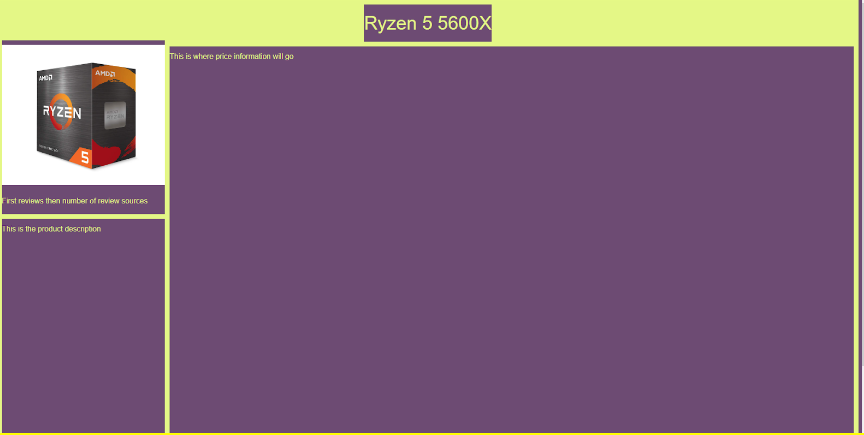 Ryzen 5 5600X
AMD
AMD
RYZEN
5
First reviews then number of review sources
This is where price information will go
This is the product description